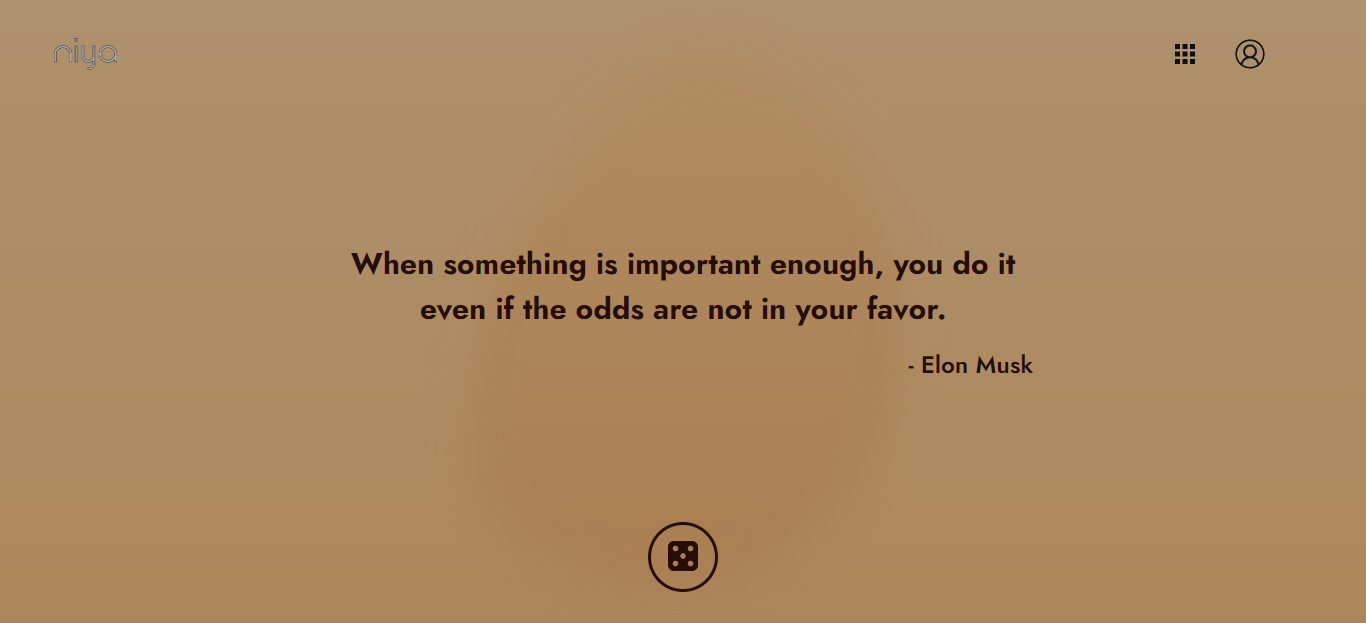 niya
When something is important enough, you do it
even if the odds are not in your favor.
- Elon Musk